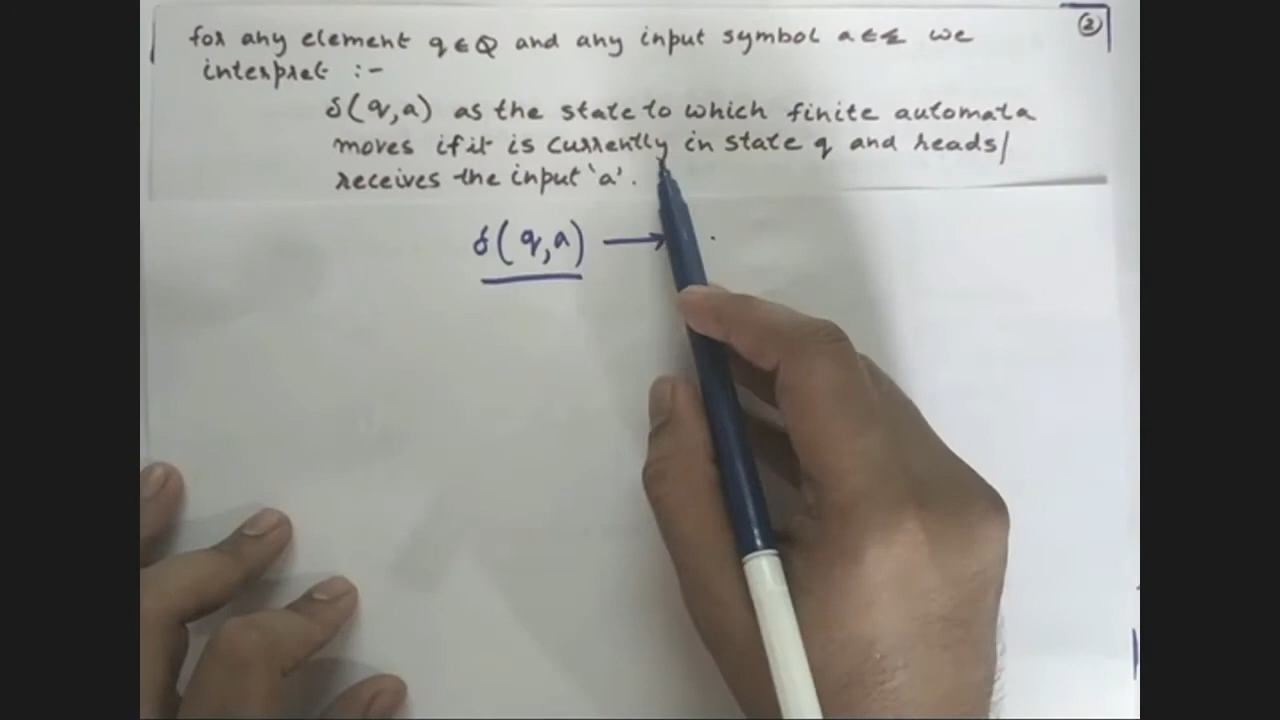 ②
for any element q ∈ Q and any input symbol a ∈ Σ we
interpret :-
δ(q,a) as the state to which finite automata
moves if it is currently in state q and reads/
receives the input 'a'.
δ(q,a) →